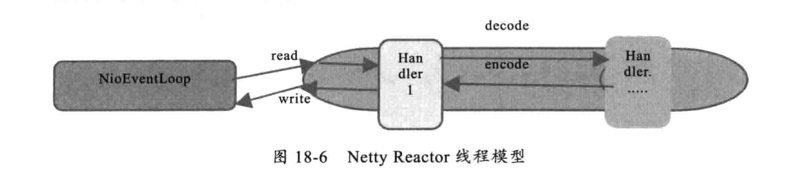 decode
read
Han
dler
1
Han
dler.
.....
NioEventLoop
encode
write
图 18-6 Netty Reactor 线程模型